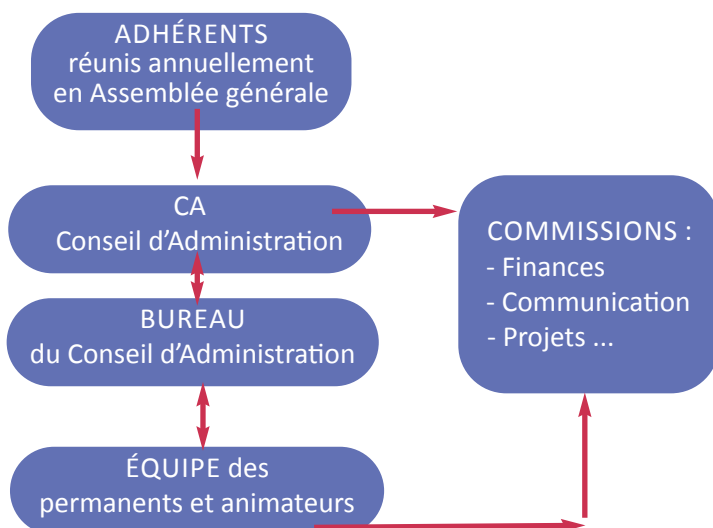 ADHÉRENTS
réunis annuellement
en Assemblée générale
CA
Conseil d’Administration
BUREAU
du Conseil d’Administration
ÉQUIPE des
permanents et animateurs
COMMISSIONS :
- Finances
- Communication
- Projets ...